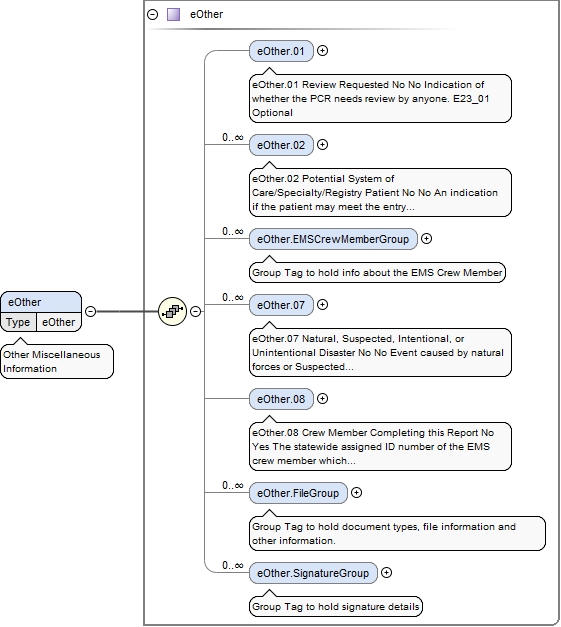 eOther
eOther.01
eOther.01 Review Requested No No Indication of
whether the PCR needs review by anyone. E23_01
Optional
0..∞
eOther.02
eOther.02 Potential System of
Care/Specialty/Registry Patient No No An indication
if the patient may meet the entry...
0..∞
eOther.EMSCrewMemberGroup
Group Tag to hold info about the EMS Crew Member
eOther
Type eOther
Other Miscellaneous
Information
0..∞
eOther.07
eOther.07 Natural, Suspected, Intentional, or
Unintentional Disaster No No Event caused by natural
forces or Suspected...
eOther.08
eOther.08 Crew Member Completing this Report No
Yes The statewide assigned ID number of the EMS
crew member which...
0..∞
eOther.FileGroup
Group Tag to hold document types, file information and
other information.
0..∞
eOther.SignatureGroup
Group Tag to hold signature details